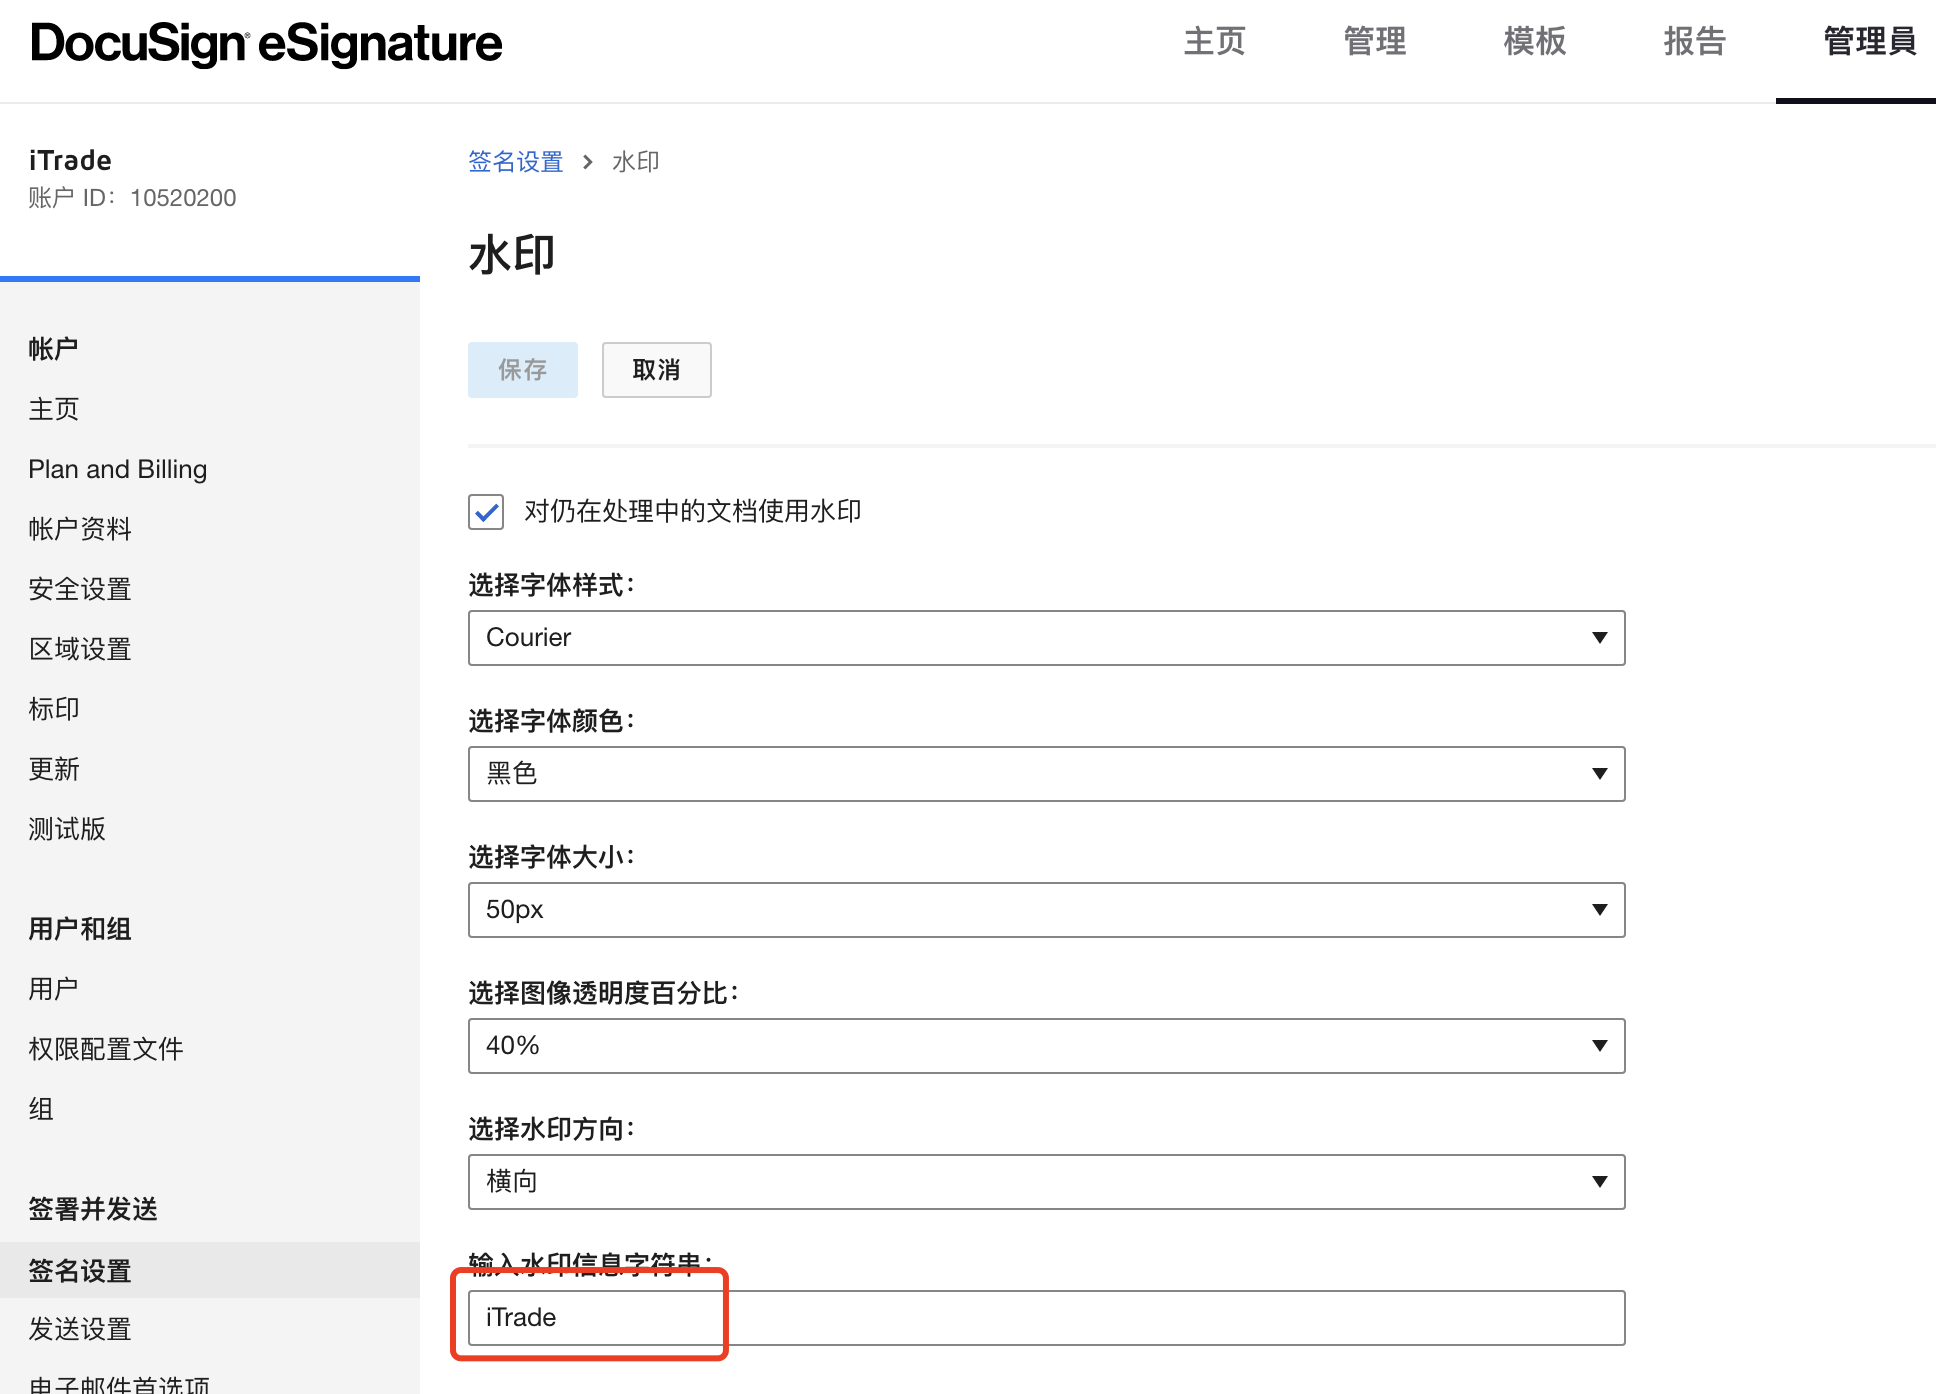 DocuSign® eSignature
主页
管理
模板
报告
管理員
iTrade
账户 ID：10520200
帐户
主页
Plan and Billing
帐户资料
安全设置
区域设置
标印
更新
测试版
用户和组
用户
权限配置文件
组
签署并发送
签名设置
发送设置
电子邮件首选项
签名设置 > 水印
水印
保存
取消
对仍在处理中的文档使用水印
选择字体样式：
Courier
选择字体颜色：
黑色
选择字体大小：
50px
选择图像透明度百分比：
40%
选择水印方向：
横向
输入水印信息字符串：
iTrade